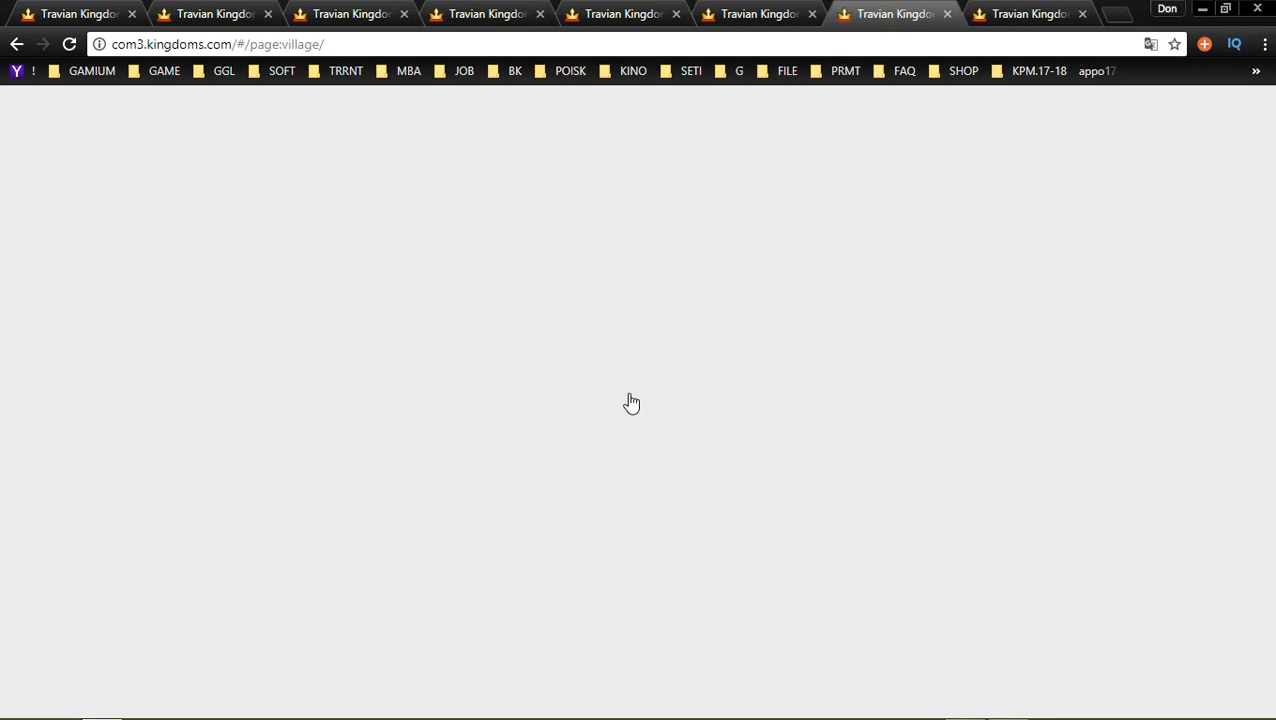 Travian Kingdo Travian Kingdo Travian Kingdo Travian Kingdo Travian Kingdo Travian Kingdo Travian Kingdo Travian Kingdo Don
com3.kingdoms.com/#/page:village/ IQ
Y ! GAMIUM GAME GGL SOFT TRRNT MBA JOB BK POISK KINO SETI G FILE PRMT FAQ SHOP KPM.17-18 appo17 »